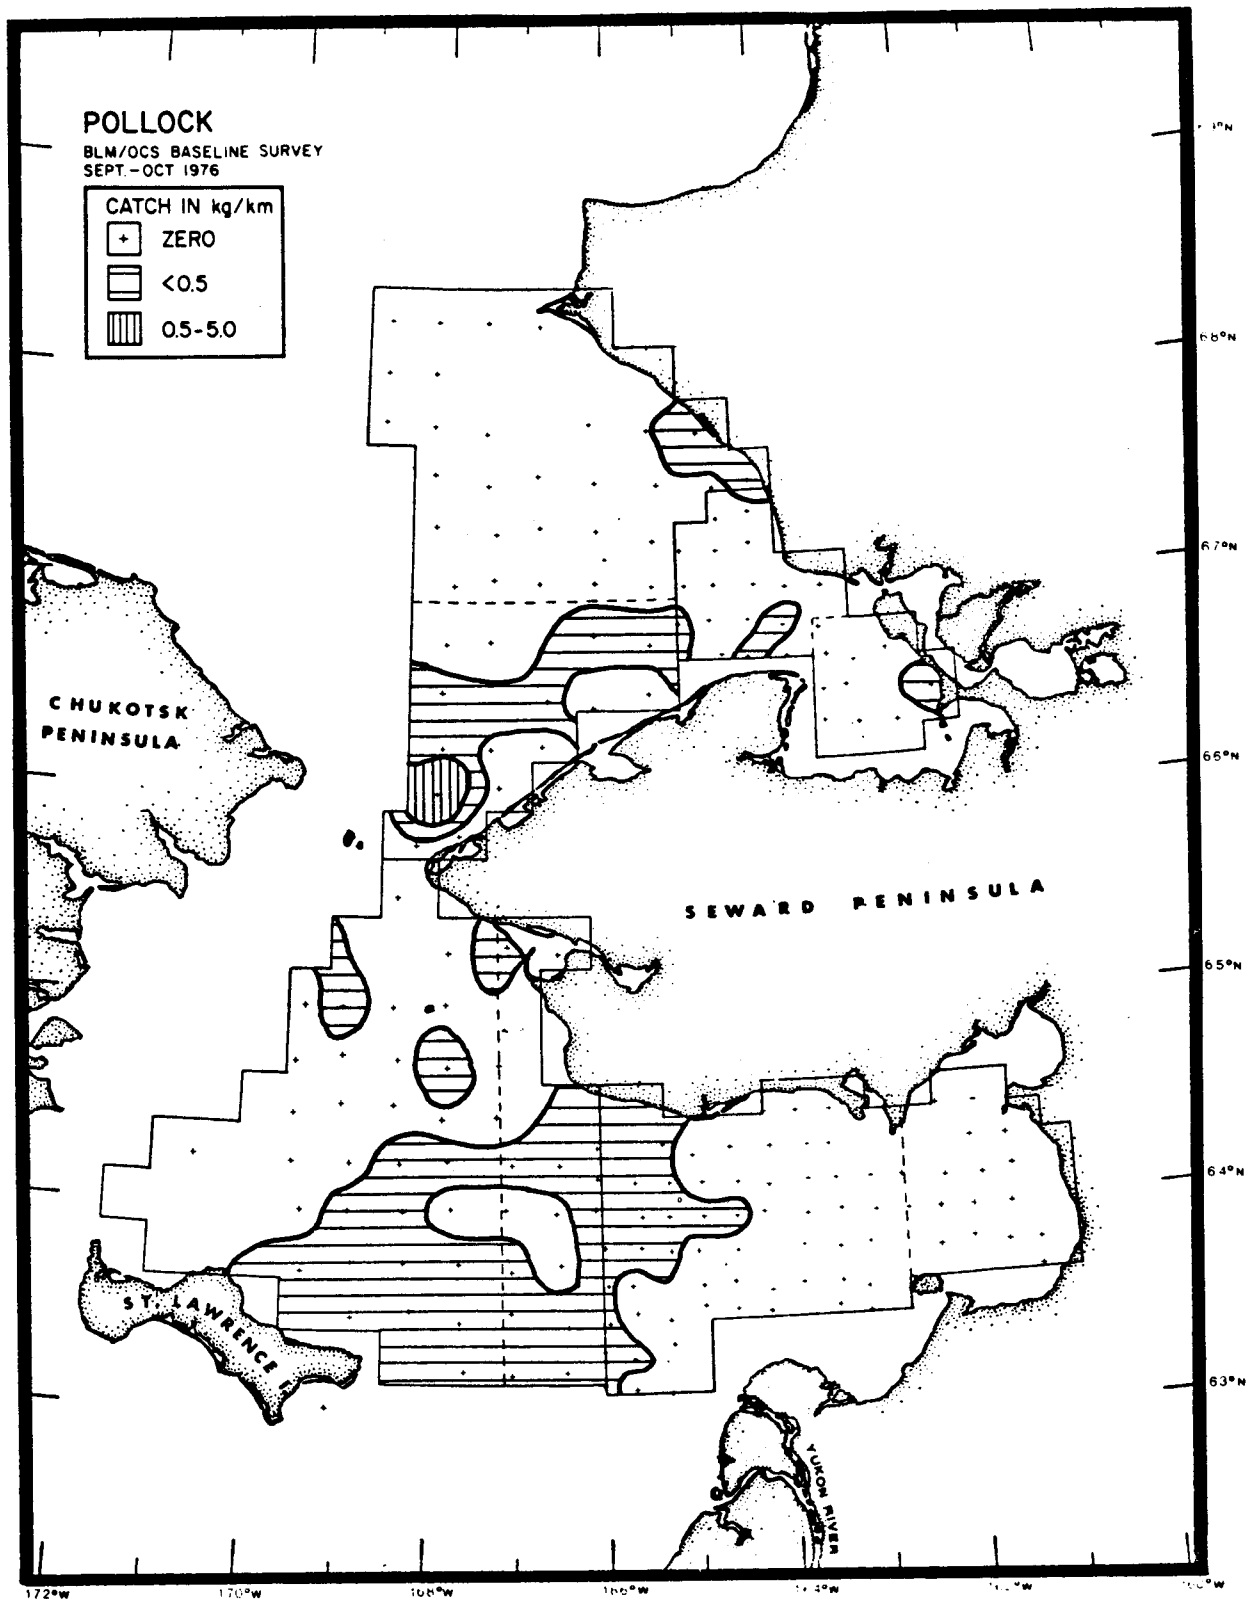 POLLOCK
BLM/OCS BASELINE SURVEY
SEPT.-OCT 1976
CATCH IN kg/km
ZERO
<0.5
0.5-5.0
68°N
67°N
CHUKOTSK
PENINSULA
66°N
SEWARD PENINSULA
65°N
64°N
ST. LAWRENCE I.
63°N
YUKON RIVER
172°W
170°W
168°W
166°W